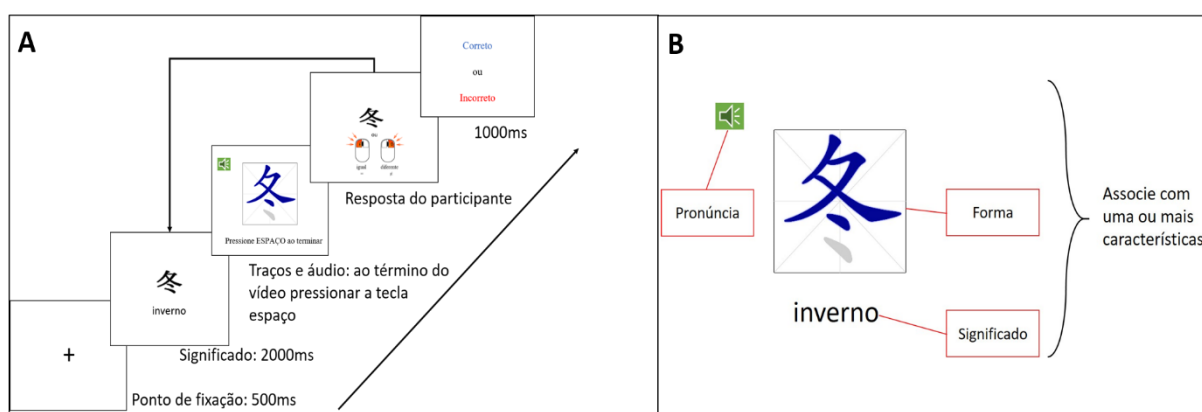 A
Correto
ou
Incorreto
1000ms
冬
ou
igual
diferente
Resposta do participante
冬
Pressione ESPAÇO ao terminar
Traços e áudio: ao término do
vídeo pressionar a tecla
espaço
冬
inverno
Significado: 2000ms
+
Ponto de fixação: 500ms
B
Pronúncia
冬
Forma
inverno
Significado
Associe com
uma ou mais
características